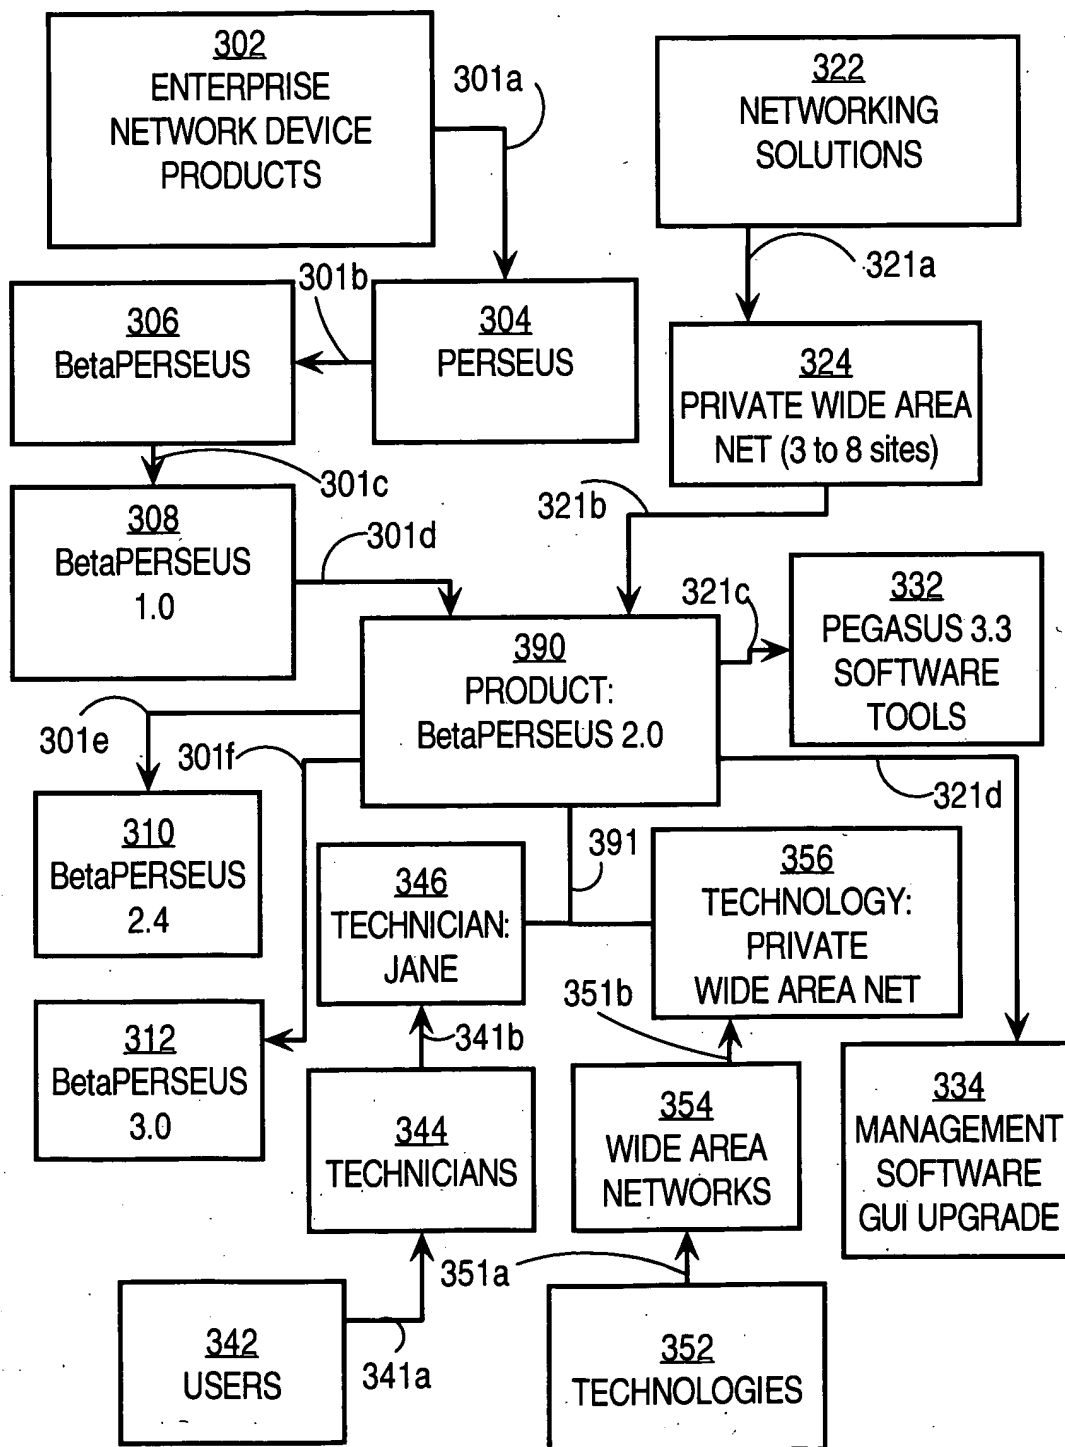 302
ENTERPRISE
NETWORK DEVICE
PRODUCTS
301a
322
NETWORKING
SOLUTIONS
321a
301b
306
BetaPERSEUS
304
PERSEUS
324
PRIVATE WIDE AREA
NET (3 to 8 sites)
301c
308
BetaPERSEUS
1.0
301d
321b
321c
332
PEGASUS 3.3
SOFTWARE
TOOLS
390
PRODUCT:
BetaPERSEUS 2.0
301e
301f
321d
310
BetaPERSEUS
2.4
346
TECHNICIAN:
JANE
391
356
TECHNOLOGY:
PRIVATE
WIDE AREA NET
312
BetaPERSEUS
3.0
341b
351b
344
TECHNICIANS
354
WIDE AREA
NETWORKS
334
MANAGEMENT
SOFTWARE
GUI UPGRADE
351a
342
USERS
341a
352
TECHNOLOGIES